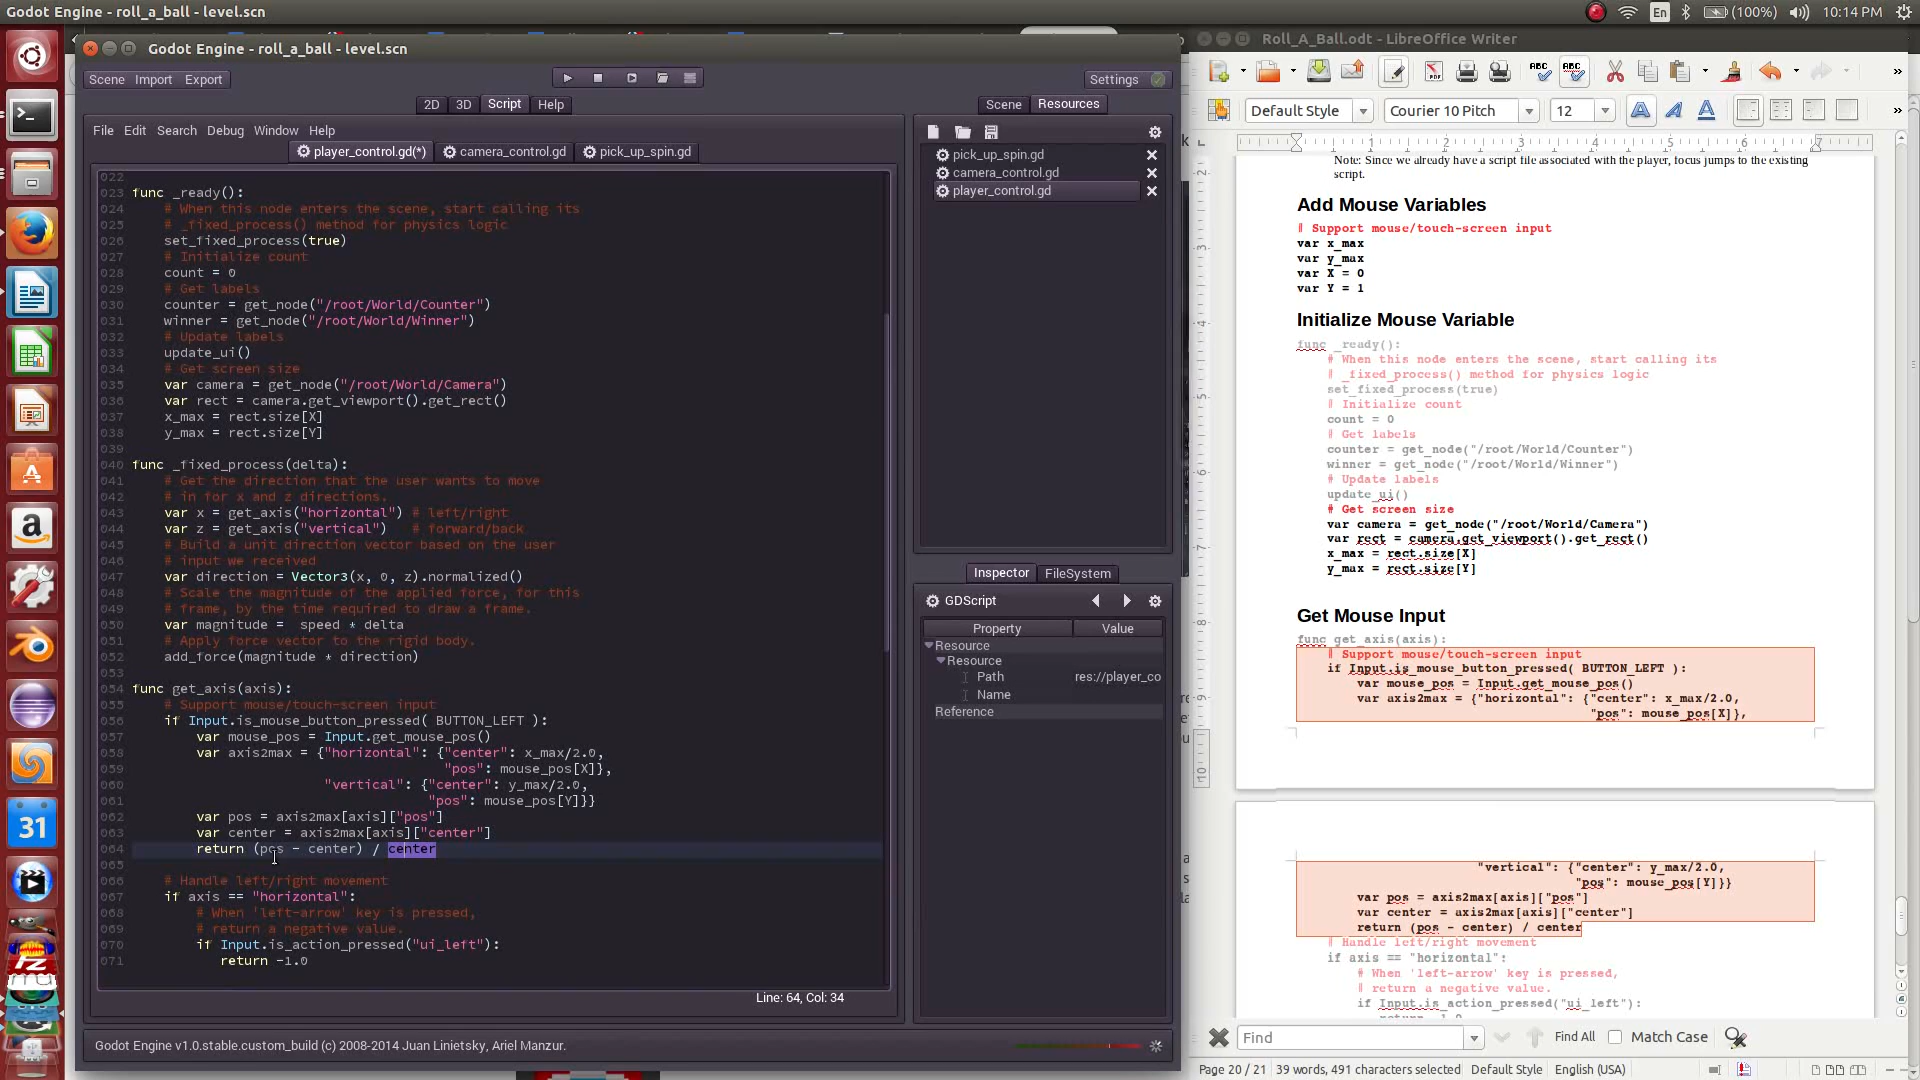 Godot Engine - roll_a_ball - level.scn
En
(100%)
10:14 PM
Godot Engine - roll_a_ball - level.scn
Scene Import Export
Settings
2D 3D Script Help
Scene Resources
File Edit Search Debug Window Help
player_control.gd(*) camera_control.gd pick_up_spin.gd
022
023 func _ready():
024 # When this node enters the scene, start calling its
025 # _fixed_process() method for physics logic
026 set_fixed_process(true)
027 # Initialize count
028 count = 0
029 # Get labels
030 counter = get_node("/root/World/Counter")
031 winner = get_node("/root/World/Winner")
032 # Update labels
033 update_ui()
034 # Get screen size
035 var camera = get_node("/root/World/Camera")
036 var rect = camera.get_viewport().get_rect()
037 x_max = rect.size[X]
038 y_max = rect.size[Y]
039
040 func _fixed_process(delta):
041 # Get the direction that the user wants to move
042 # in for x and z directions.
043 var x = get_axis("horizontal") # left/right
044 var z = get_axis("vertical") # forward/back
045 # Build a unit direction vector based on the user
046 # input we received
047 var direction = Vector3(x, 0, z).normalized()
048 # Scale the magnitude of the applied force, for this
049 # frame, by the time required to draw a frame.
050 var magnitude = speed * delta
051 # Apply force vector to the rigid body.
052 add_force(magnitude * direction)
053
054 func get_axis(axis):
055 # Support mouse/touch-screen input
056 if Input.is_mouse_button_pressed( BUTTON_LEFT ):
057 var mouse_pos = Input.get_mouse_pos()
058 var axis2max = {"horizontal": {"center": x_max/2.0,
059 "pos": mouse_pos[X]},
060 "vertical": {"center": y_max/2.0,
061 "pos": mouse_pos[Y]}}
062 var pos = axis2max[axis]["pos"]
063 var center = axis2max[axis]["center"]
064 return (pos - center) / center
065
066 # Handle left/right movement
067 if axis == "horizontal":
068 # When 'left-arrow' key is pressed,
069 # return a negative value.
070 if Input.is_action_pressed("ui_left"):
071 return -1.0
Line: 64, Col: 34
pick_up_spin.gd
camera_control.gd
player_control.gd
Inspector FileSystem
GDScript
Property Value
Resource
Resource
Path res://player_co
Name
Reference
Godot Engine v1.0.stable.custom_build (c) 2008-2014 Juan Linietsky, Ariel Manzur.
31
Roll_A_Ball.odt - LibreOffice Writer
ABC ABC
Default Style Courier 10 Pitch 12
1 2 3 4 5 6
Note: Since we already have a script file associated with the player, focus jumps to the existing
script.
Add Mouse Variables
# Support mouse/touch-screen input
var x_max
var y_max
var X = 0
var Y = 1
Initialize Mouse Variable
func _ready():
# When this node enters the scene, start calling its
# _fixed_process() method for physics logic
set_fixed_process(true)
# Initialize count
count = 0
# Get labels
counter = get_node("/root/World/Counter")
winner = get_node("/root/World/Winner")
# Update labels
update_ui()
# Get screen size
var camera = get_node("/root/World/Camera")
var rect = camera.get_viewport().get_rect()
x_max = rect.size[X]
y_max = rect.size[Y]
Get Mouse Input
func get_axis(axis):
# Support mouse/touch-screen input
if Input.is_mouse_button_pressed( BUTTON_LEFT ):
var mouse_pos = Input.get_mouse_pos()
var axis2max = {"horizontal": {"center": x_max/2.0,
"pos": mouse_pos[X]},
"vertical": {"center": y_max/2.0,
"pos": mouse_pos[Y]}}
var pos = axis2max[axis]["pos"]
var center = axis2max[axis]["center"]
return (pos - center) / center
# Handle left/right movement
if axis == "horizontal":
# When 'left-arrow' key is pressed,
# return a negative value.
if Input.is_action_pressed("ui_left"):
Find
Find All
Match Case
Page 20 / 21 39 words, 491 characters selected Default Style English (USA)